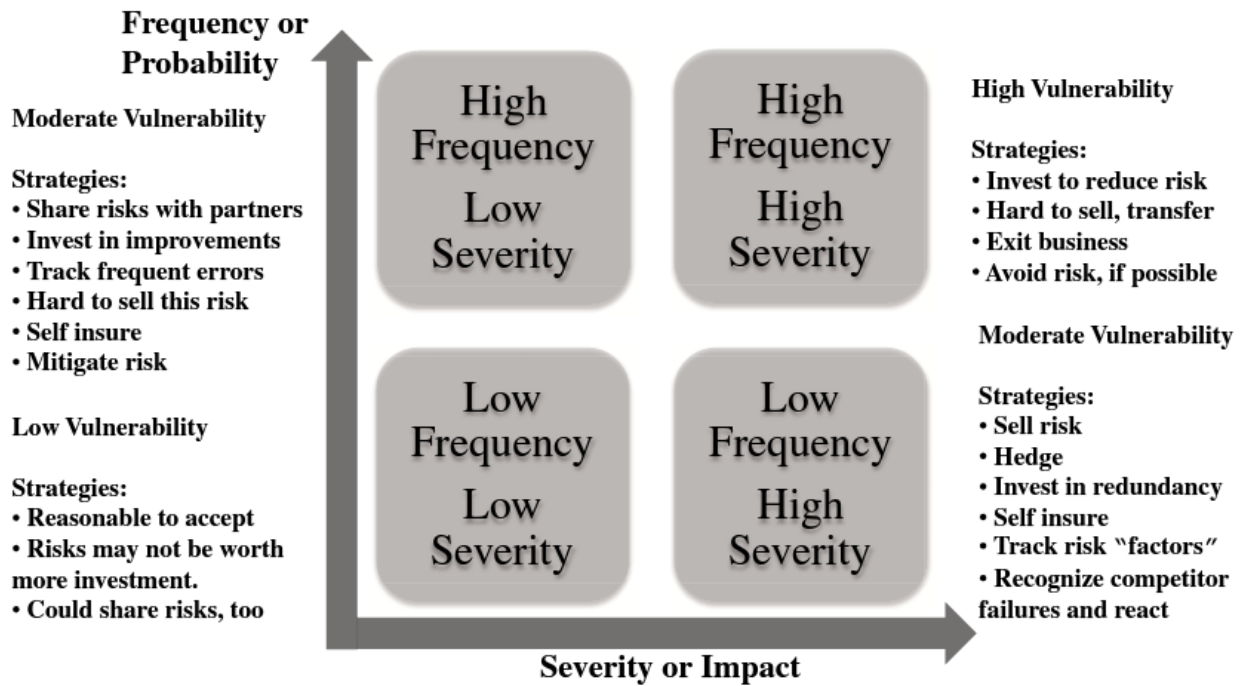 Frequency or
Probability
Moderate Vulnerability
Strategies:
• Share risks with partners
• Invest in improvements
• Track frequent errors
• Hard to sell this risk
• Self insure
• Mitigate risk
Low Vulnerability
Strategies:
• Reasonable to accept
• Risks may not be worth
more investment.
• Could share risks, too
High
Frequency
Low
Severity
High
Frequency
High
Severity
Low
Frequency
Low
Severity
Low
Frequency
High
Severity
High Vulnerability
Strategies:
• Invest to reduce risk
• Hard to sell, transfer
• Exit business
• Avoid risk, if possible
Moderate Vulnerability
Strategies:
• Sell risk
• Hedge
• Invest in redundancy
• Self insure
• Track risk “factors”
• Recognize competitor
failures and react
Severity or Impact